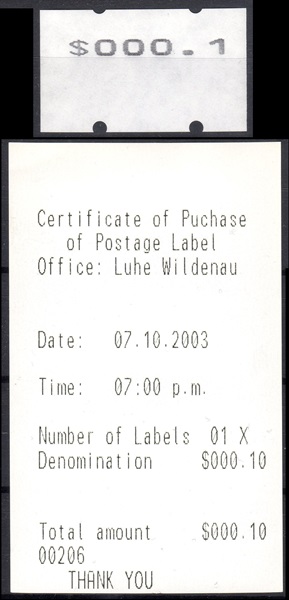 $000.1
Certificate of Puchase
of Postage Label
Office: Luhe Wildenau
Date: 07.10.2003
Time: 07:00 p.m.
Number of Labels 01 X
Denomination $000.10
Total amount $000.10
00206
THANK YOU